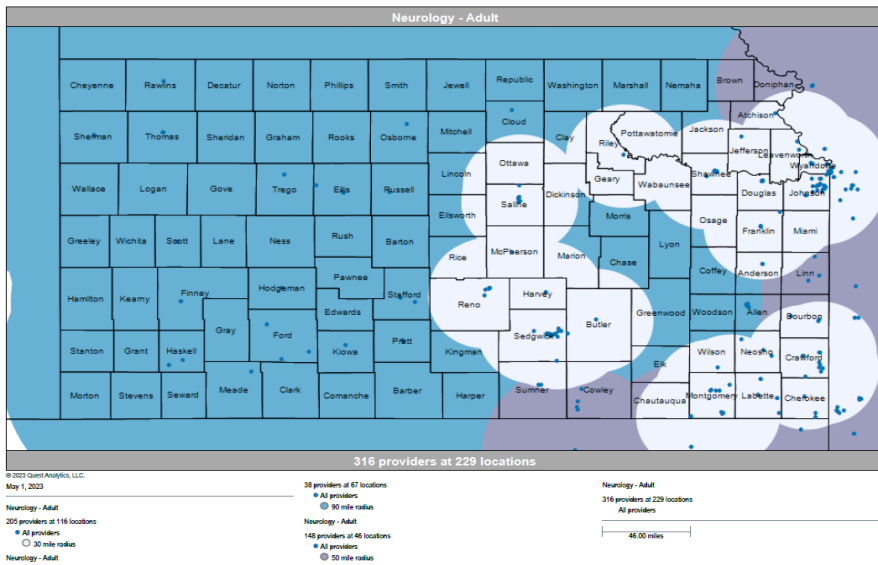 Neurology - Adult
Cheyenne Rawlins Decatur Norton Phillips Smith Jewell Republic Washington Marshall Nemaha Brown Doniphan
Atchison
Cloud
Sherman Thomas Sheridan Graham Rooks Osborne Mitchell Clay Riley Pottawatomie Jackson Jefferson Leavenworth
Ottawa Wyandotte
Wallace Logan Gove Trego Ellis Russell Lincoln Saline Dickinson Geary Wabaunsee Shawnee Douglas Johnson
Ellsworth Morris Osage
Greeley Wichita Scott Lane Ness Rush Barton Rice McPherson Marion Chase Lyon Franklin Miami
Pawnee Coffey Anderson Linn
Hamilton Kearny Finney Hodgeman Stafford Reno Harvey
Edwards Butler Greenwood Woodson Allen Bourbon
Gray Ford Sedgwick
Stanton Grant Haskell Kiowa Pratt Kingman Elk Wilson Neosho Crawford
Morton Stevens Seward Meade Clark Comanche Barber Harper Sumner Cowley Chautauqua Montgomery Labette Cherokee
316 providers at 229 locations
© 2023 Quest Analytics, LLC.
May 1, 2023
Neurology - Adult
205 providers at 116 locations
All providers
30 mile radius
Neurology - Adult
38 providers at 67 locations
All providers
90 mile radius
Neurology - Adult
148 providers at 46 locations
All providers
50 mile radius
Neurology - Adult
316 providers at 229 locations
All providers
46.00 miles